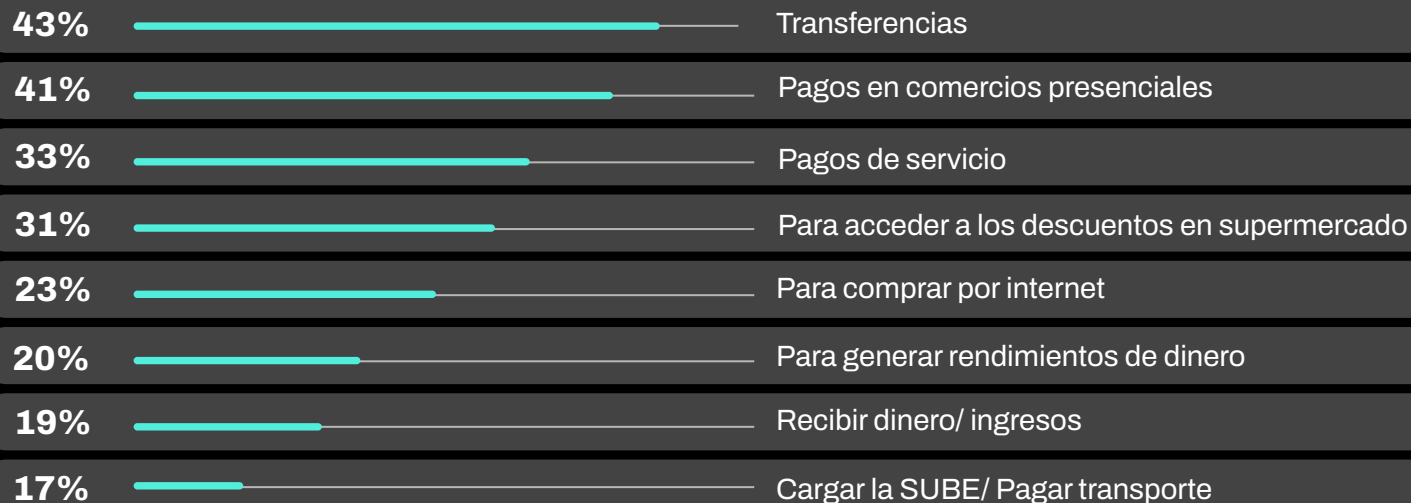 43% Transferencias
41% Pagos en comercios presenciales
33% Pagos de servicio
31% Para acceder a los descuentos en supermercado
23% Para comprar por internet
20% Para generar rendimientos de dinero
19% Recibir dinero/ ingresos
17% Cargar la SUBE/ Pagar transporte